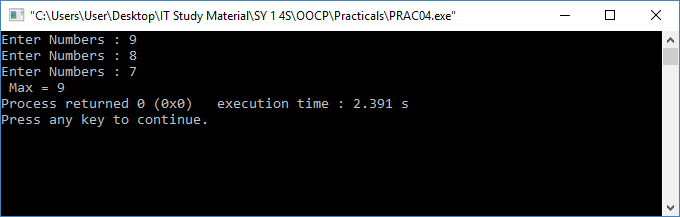 "C:\Users\User\Desktop\IT Study Material\SY 1 4S\OOCP\Practicals\PRAC04.exe"
Enter Numbers : 9
Enter Numbers : 8
Enter Numbers : 7
 Max = 9
Process returned 0 (0x0)   execution time : 2.391 s
Press any key to continue.